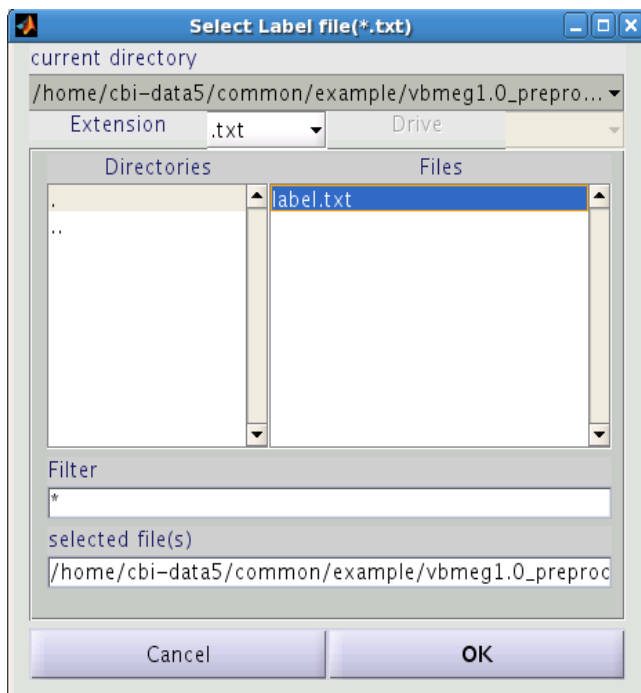 Select Label file(*.txt)
current directory
/home/cbi-data5/common/example/vbmeg1.0_prepro...
Extension .txt Drive
Directories Files
. label.txt
..
Filter
*
selected file(s)
/home/cbi-data5/common/example/vbmeg1.0_preproc
Cancel OK